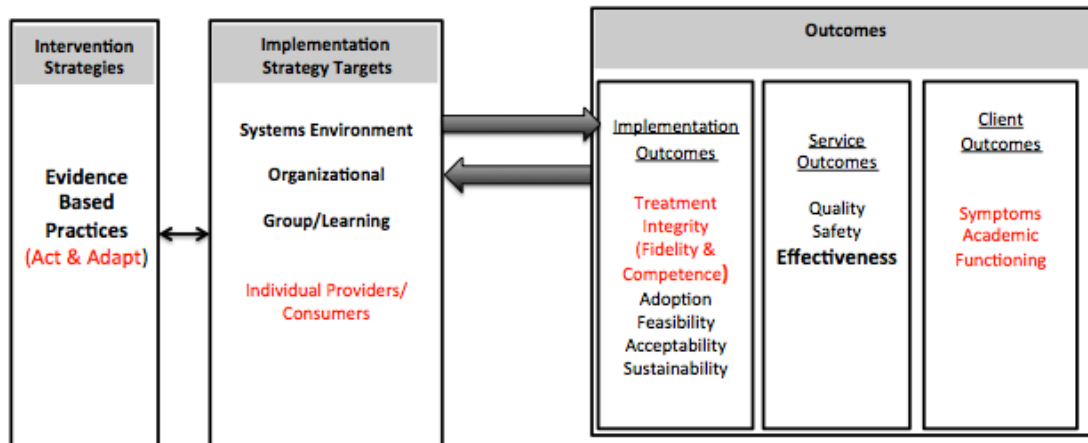 Intervention
Strategies
Evidence
Based
Practices
(Act & Adapt)
Implementation
Strategy Targets
Systems Environment
Organizational
Group/Learning
Individual Providers/
Consumers
Outcomes
Implementation
Outcomes
Treatment
Integrity
(Fidelity &
Competence)
Adoption
Feasibility
Acceptability
Sustainability
Service
Outcomes
Quality
Safety
Effectiveness
Client
Outcomes
Symptoms
Academic
Functioning